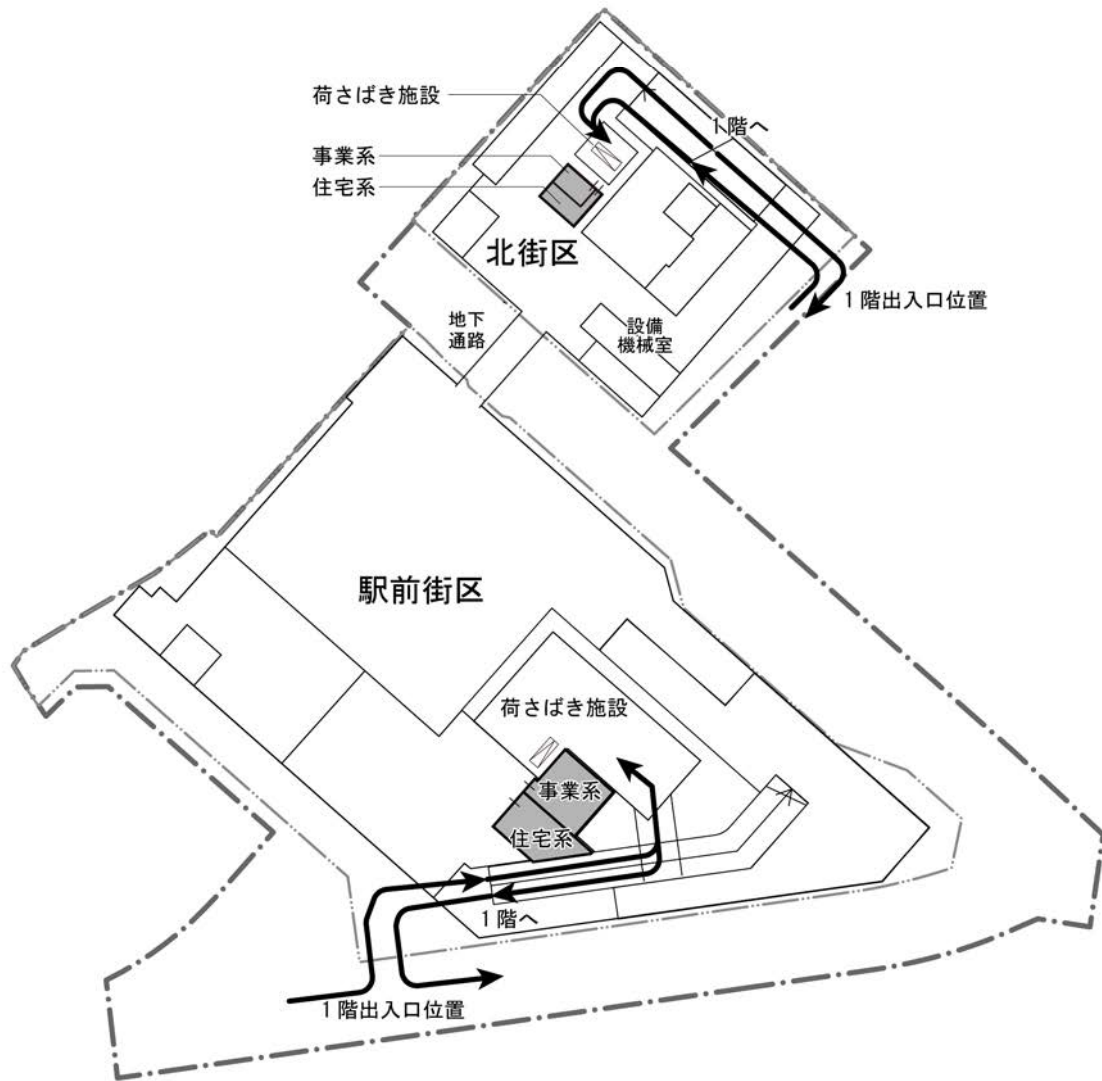 荷さばき施設
1階へ
事業系
住宅系
北街区
1階出入口位置
地下
通路
設備
機械室
駅前街区
荷さばき施設
事業系
住宅系
1階へ
1階出入口位置